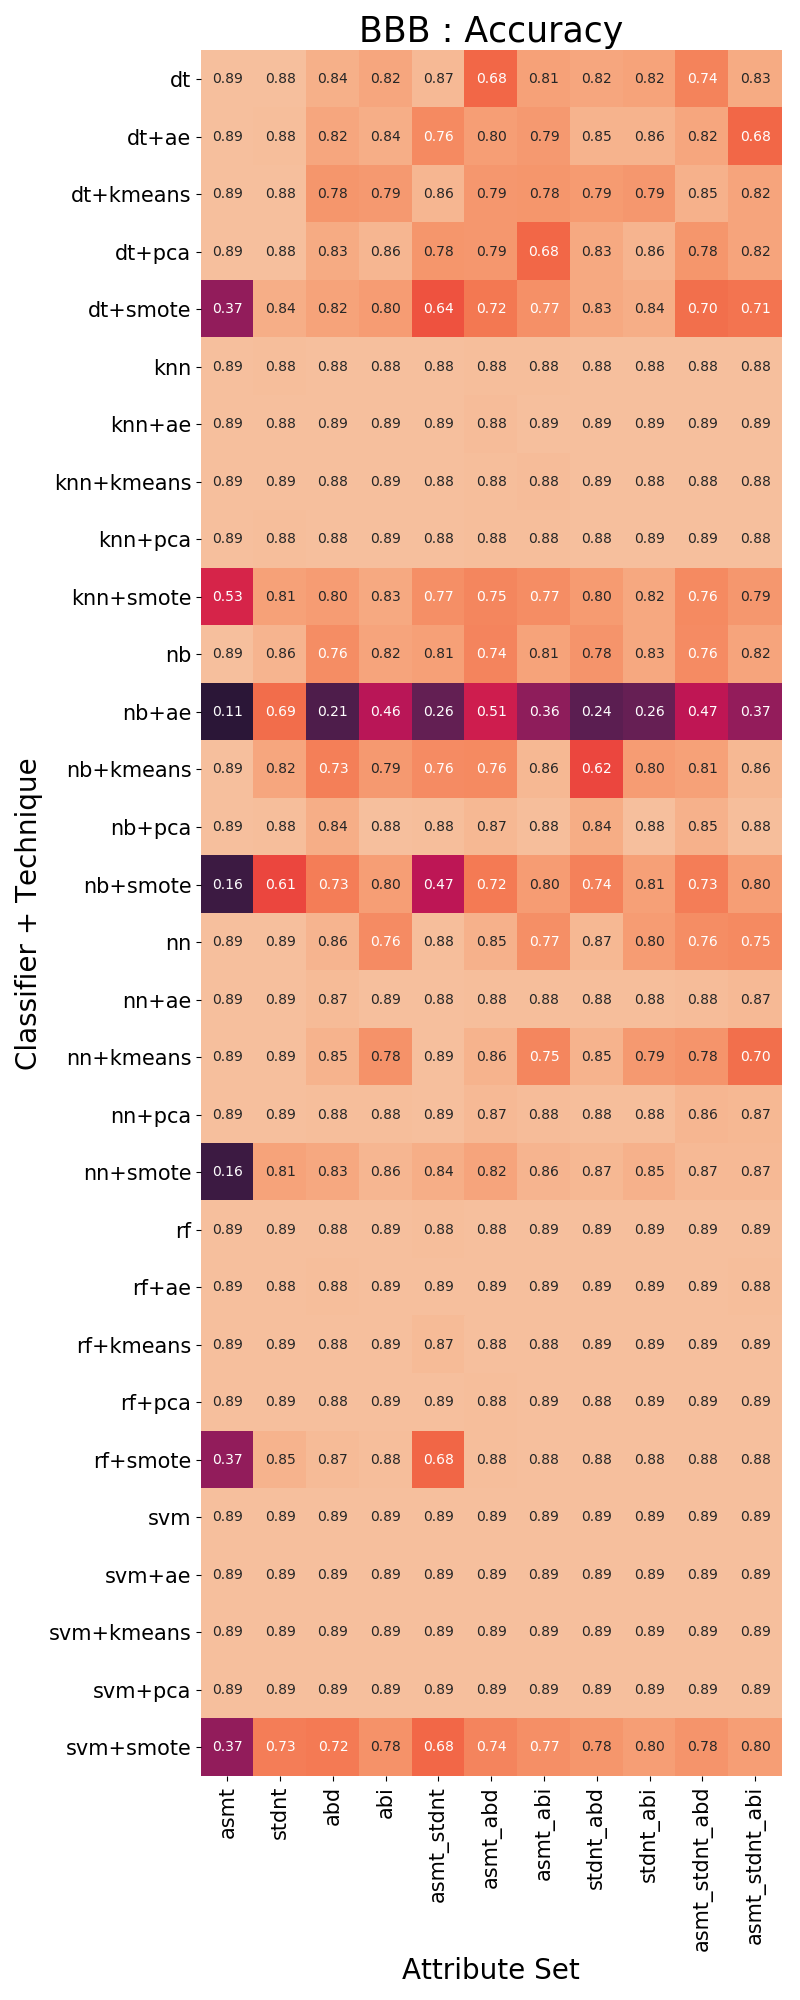 BBB : Accuracy
dt 0.89 0.88 0.84 0.82 0.87 0.68 0.81 0.82 0.82 0.74 0.83
dt+ae 0.89 0.88 0.82 0.84 0.76 0.80 0.79 0.85 0.86 0.82 0.68
dt+kmeans 0.89 0.88 0.78 0.79 0.86 0.79 0.78 0.79 0.79 0.85 0.82
dt+pca 0.89 0.88 0.83 0.86 0.78 0.79 0.68 0.83 0.86 0.78 0.82
dt+smote 0.37 0.84 0.82 0.80 0.64 0.72 0.77 0.83 0.84 0.70 0.71
knn 0.89 0.88 0.88 0.88 0.88 0.88 0.88 0.88 0.88 0.88 0.88
knn+ae 0.89 0.88 0.89 0.89 0.89 0.88 0.89 0.89 0.89 0.89 0.89
knn+kmeans 0.89 0.89 0.88 0.88 0.88 0.88 0.88 0.89 0.88 0.88 0.88
knn+pca 0.89 0.88 0.88 0.89 0.88 0.88 0.88 0.88 0.89 0.89 0.88
knn+smote 0.53 0.81 0.80 0.83 0.77 0.75 0.77 0.80 0.82 0.76 0.79
nb 0.89 0.86 0.76 0.82 0.81 0.74 0.81 0.78 0.83 0.76 0.82
nb+ae 0.11 0.69 0.21 0.46 0.26 0.51 0.36 0.24 0.26 0.47 0.37
nb+kmeans 0.89 0.82 0.73 0.79 0.76 0.76 0.86 0.62 0.80 0.81 0.86
nb+pca 0.89 0.88 0.84 0.88 0.88 0.87 0.88 0.84 0.88 0.85 0.88
nb+smote 0.16 0.61 0.73 0.80 0.47 0.72 0.80 0.74 0.81 0.73 0.80
nn 0.89 0.89 0.86 0.76 0.88 0.85 0.77 0.87 0.80 0.76 0.75
nn+ae 0.89 0.89 0.87 0.89 0.88 0.88 0.88 0.88 0.88 0.88 0.87
nn+kmeans 0.89 0.89 0.85 0.78 0.89 0.86 0.75 0.85 0.79 0.78 0.70
nn+pca 0.89 0.89 0.88 0.88 0.89 0.87 0.88 0.88 0.88 0.86 0.87
nn+smote 0.16 0.81 0.83 0.86 0.84 0.82 0.86 0.87 0.85 0.87 0.87
rf 0.89 0.89 0.88 0.89 0.88 0.88 0.89 0.89 0.89 0.89 0.89
rf+ae 0.89 0.88 0.88 0.89 0.89 0.89 0.89 0.89 0.89 0.89 0.88
rf+kmeans 0.89 0.89 0.88 0.89 0.87 0.88 0.88 0.89 0.89 0.89 0.89
rf+pca 0.89 0.89 0.88 0.89 0.89 0.88 0.89 0.88 0.89 0.89 0.89
rf+smote 0.37 0.85 0.87 0.88 0.68 0.88 0.88 0.88 0.88 0.88 0.88
svm 0.89 0.89 0.89 0.89 0.89 0.89 0.89 0.89 0.89 0.89 0.89
svm+ae 0.89 0.89 0.89 0.89 0.89 0.89 0.89 0.89 0.89 0.89 0.89
svm+kmeans 0.89 0.89 0.89 0.89 0.89 0.89 0.89 0.89 0.89 0.89 0.89
svm+pca 0.89 0.89 0.89 0.89 0.89 0.89 0.89 0.89 0.89 0.89 0.89
svm+smote 0.37 0.73 0.72 0.78 0.68 0.74 0.77 0.78 0.80 0.78 0.80
asmt
stdnt
abd
abi
asmt_stdnt
asmt_abd
asmt_abi
stdnt_abd
stdnt_abi
asmt_stdnt_abd
asmt_stdnt_abi
Attribute Set
Classifier + Technique